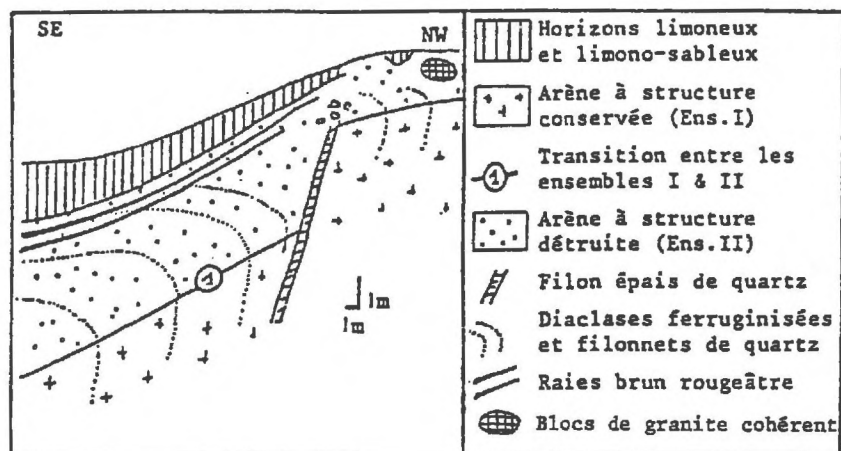 SE
NW
1
1m
1m
Horizons limoneux
et limono-sableux
Arène à structure
conservée (Ens.I)
1
Transition entre les
ensembles I & II
Arène à structure
détruite (Ens.II)
Filon épais de quartz
Diaclases ferruginisées
et filonnets de quartz
Raies brun rougeâtre
Blocs de granite cohérent